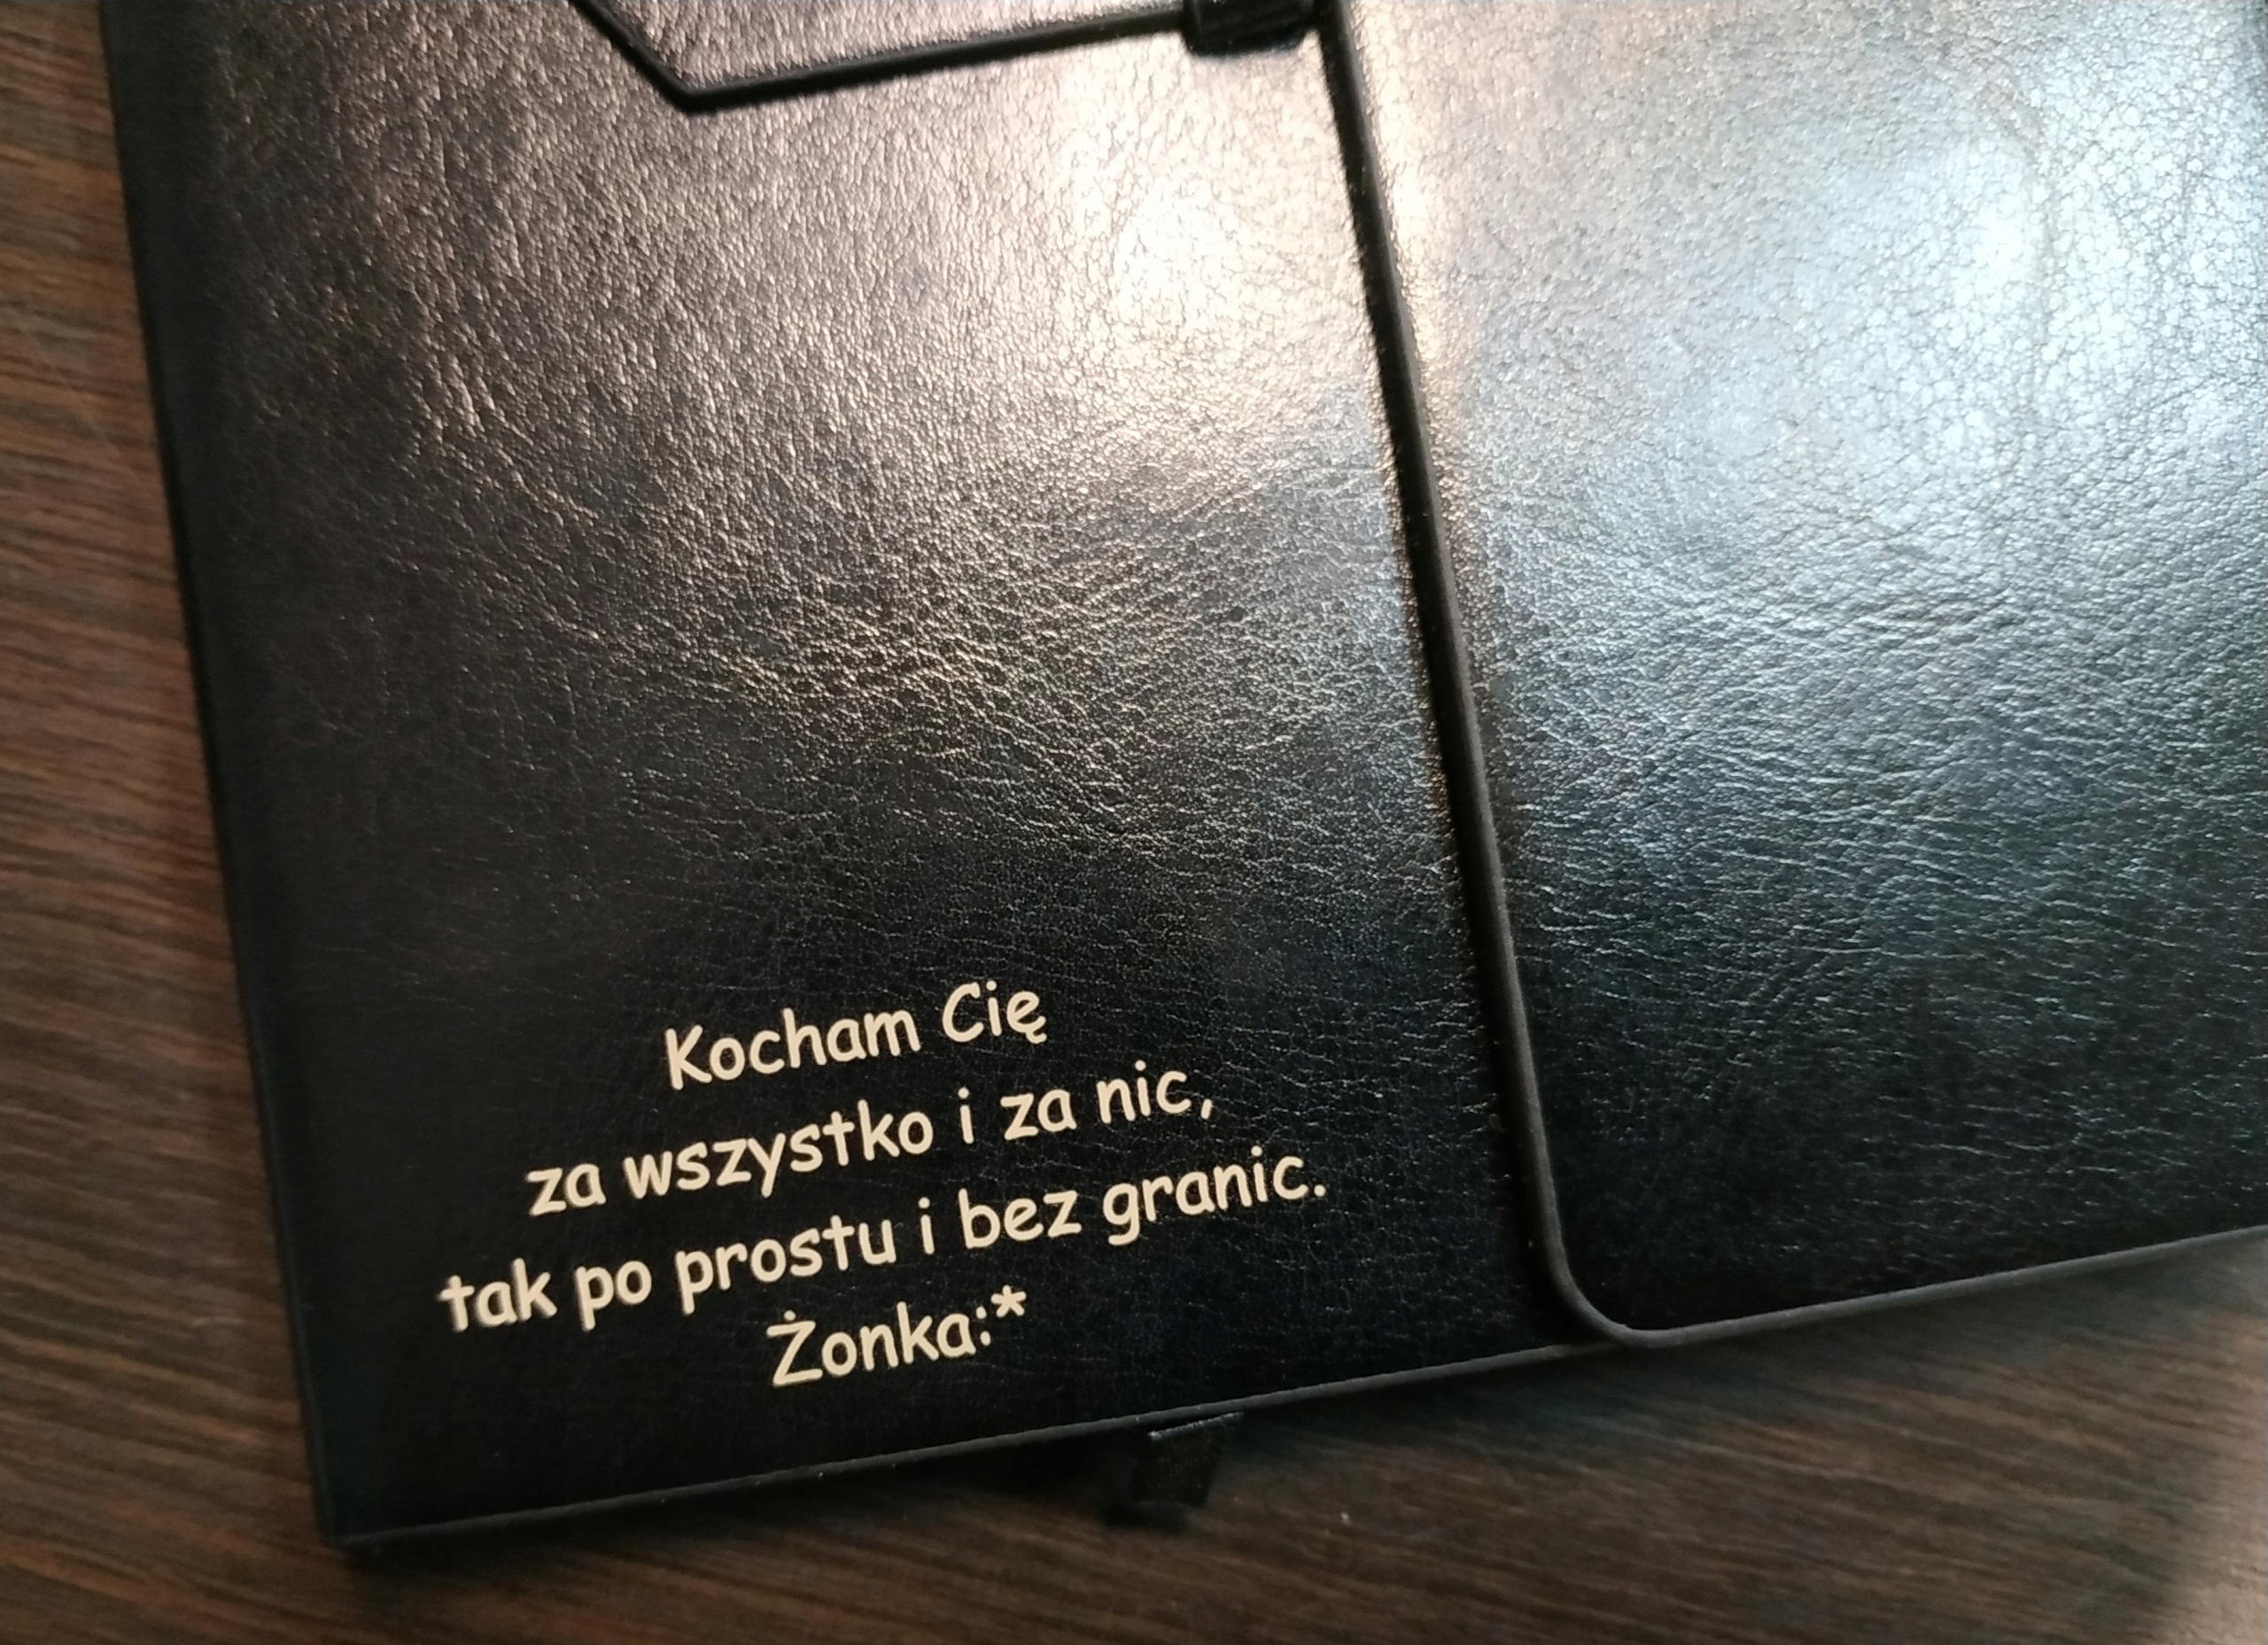 Kocham Cię
za wszystko i za nic,
tak po prostu i bez granic.
Żonka:*